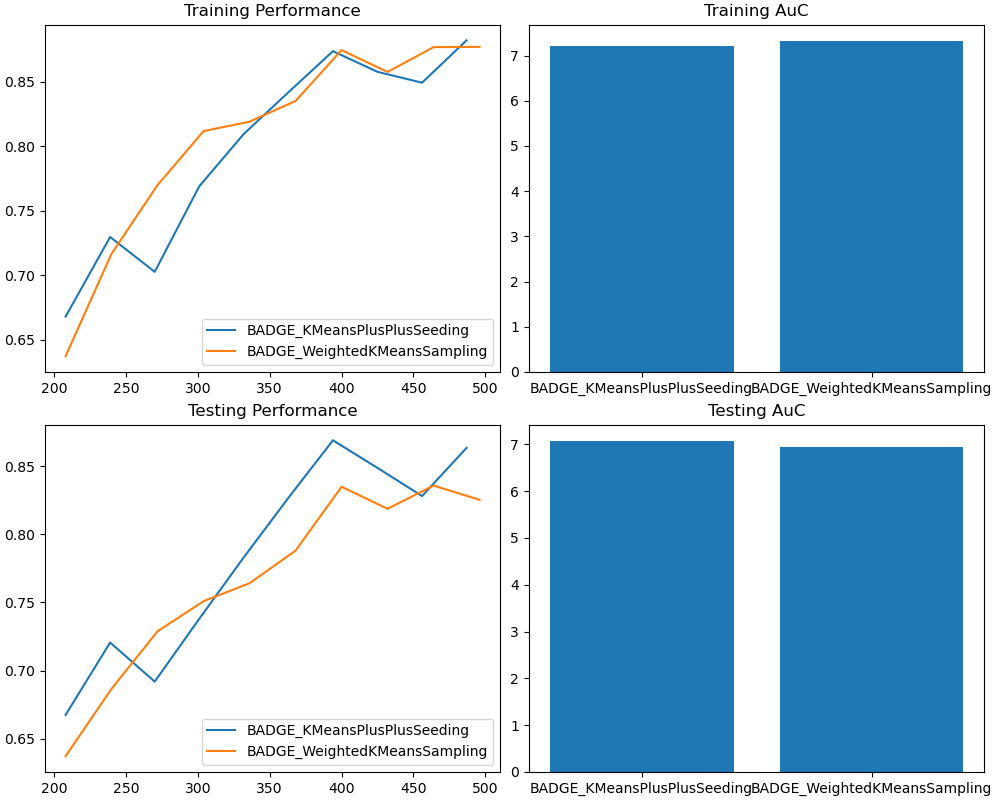 Training Performance
0.85
0.80
0.75
0.70
0.65
BADGE_KMeansPlusPlusSeeding
BADGE_WeightedKMeansSampling
200 250 300 350 400 450 500
Training AuC
7
6
5
4
3
2
1
0
BADGE_KMeansPlusPlusSeeding BADGE_WeightedKMeansSampling
Testing Performance
0.85
0.80
0.75
0.70
0.65
BADGE_KMeansPlusPlusSeeding
BADGE_WeightedKMeansSampling
200 250 300 350 400 450 500
Testing AuC
7
6
5
4
3
2
1
0
BADGE_KMeansPlusPlusSeeding BADGE_WeightedKMeansSampling